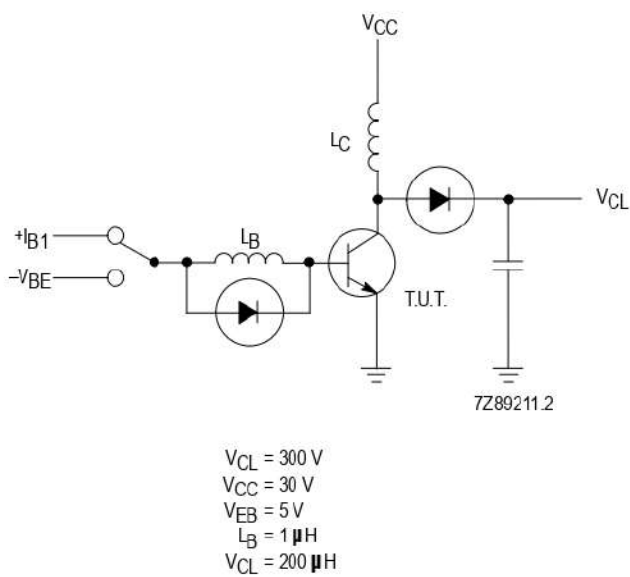 VCC
LC
VCL
+IB1
LB
–VBE
T.U.T.
7Z89211.2
VCL = 300 V
VCC = 30 V
VEB = 5 V
LB = 1 µH
VCL = 200 µH